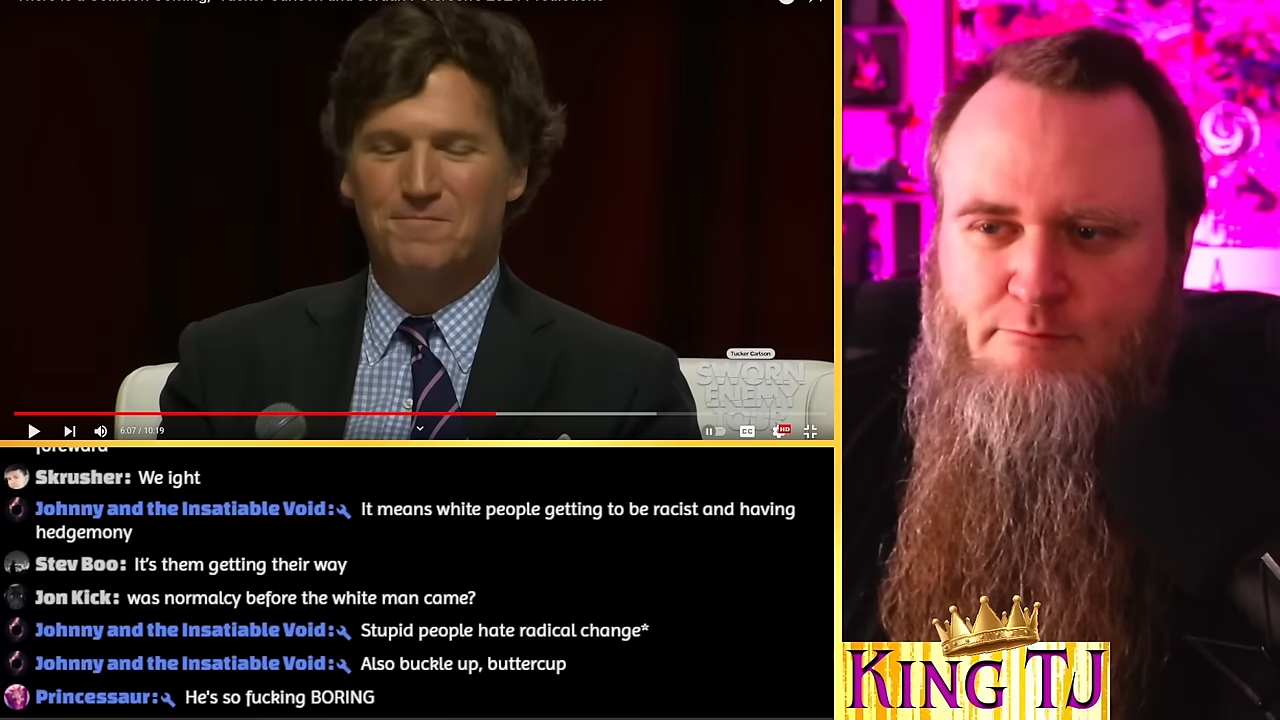 Tucker Carlson
SWORN
ENEMY
TOUR
6:07 / 10:19
CC
HD
foreward
Skrusher: We ight
Johnny and the Insatiable Void: It means white people getting to be racist and having
hedgemony
Stev Boo: It's them getting their way
Jon Kick: was normalcy before the white man came?
Johnny and the Insatiable Void: Stupid people hate radical change*
Johnny and the Insatiable Void: Also buckle up, buttercup
Princessaur: He's so fucking BORING
KING TJ